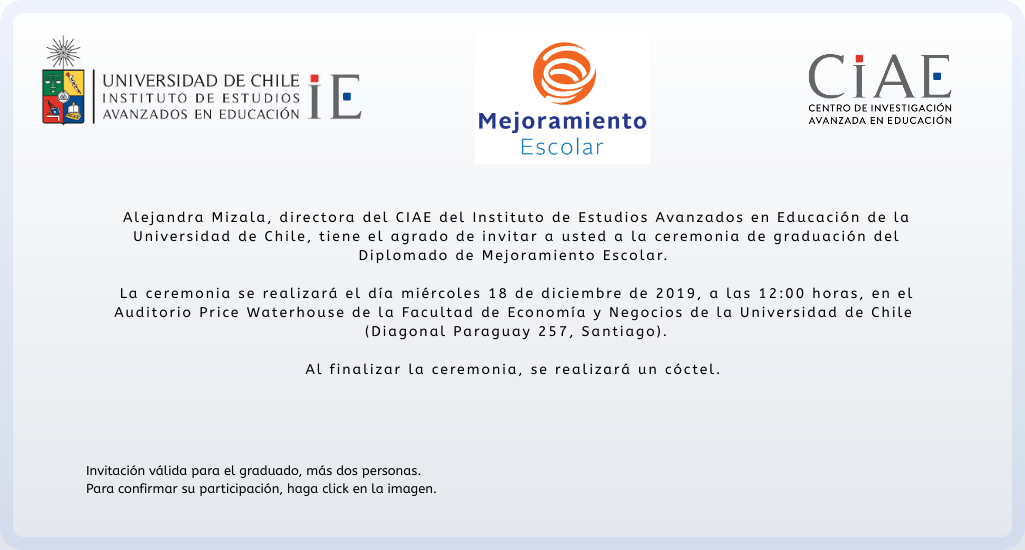 UNIVERSIDAD DE CHILE
INSTITUTO DE ESTUDIOS
AVANZADOS EN EDUCACIÓN
iE
Mejoramiento
Escolar
CiAE
CENTRO DE INVESTIGACIÓN
AVANZADA EN EDUCACIÓN
Alejandra Mizala, directora del CIAE del Instituto de Estudios Avanzados en Educación de la
Universidad de Chile, tiene el agrado de invitar a usted a la ceremonia de graduación del
Diplomado de Mejoramiento Escolar.
La ceremonia se realizará el día miércoles 18 de diciembre de 2019, a las 12:00 horas, en el
Auditorio Price Waterhouse de la Facultad de Economía y Negocios de la Universidad de Chile
(Diagonal Paraguay 257, Santiago).
Al finalizar la ceremonia, se realizará un cóctel.
Invitación válida para el graduado, más dos personas.
Para confirmar su participación, haga click en la imagen.